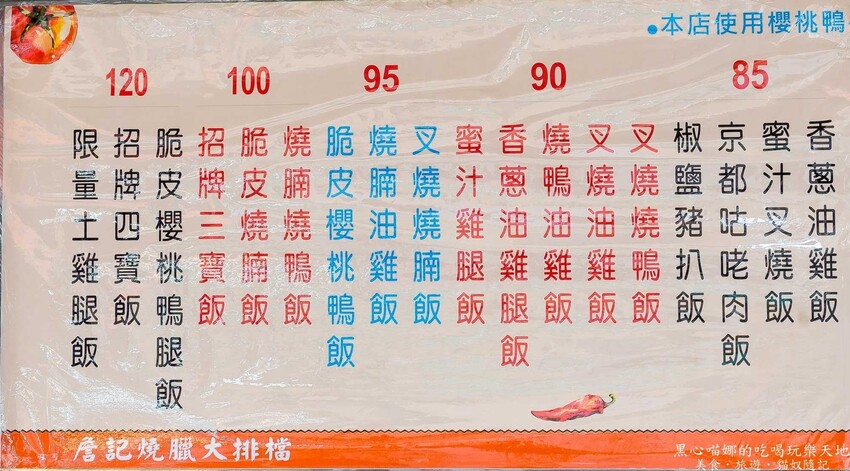 ●本店使用櫻桃鴨
85
香蔥油雞飯
蜜汁叉燒飯
京都咕咾肉飯
椒鹽豬扒飯
90
叉燒燒鴨飯
叉燒油雞飯
燒鴨油雞飯
香蔥油雞腿飯
蜜汁雞腿飯
95
叉燒燒腩飯
燒腩油雞飯
脆皮櫻桃鴨飯
100
燒腩燒鴨飯
脆皮燒腩飯
招牌三寶飯
120
脆皮櫻桃鴨腿飯
招牌四寶飯
限量土雞腿飯
詹記燒臘大排檔
黑心喵娜的吃喝玩樂天地
美食·旅遊·貓奴隨記